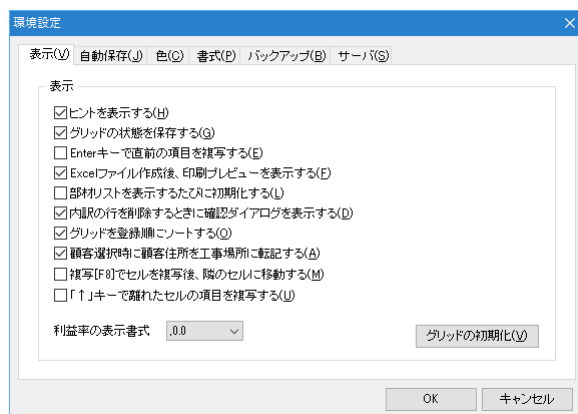 環境設定
表示(V) 自動保存(J) 色(C) 書式(P) バックアップ(B) サーバ(S)
表示
ヒントを表示する(H)
グリッドの状態を保存する(G)
Enterキーで直前の項目を複写する(E)
Excelファイル作成後、印刷プレビューを表示する(F)
部材リストを表示するたびに初期化する(L)
内訳の行を削除するときに確認ダイアログを表示する(D)
グリッドを登録順にソートする(O)
顧客選択時に顧客住所を工事場所に転記する(A)
複写[F8]でセルを複写後、隣のセルに移動する(M)
「↑」キーで離れたセルの項目を複写する(U)
利益率の表示書式 .0.0 グリッドの初期化(V)
OK キャンセル